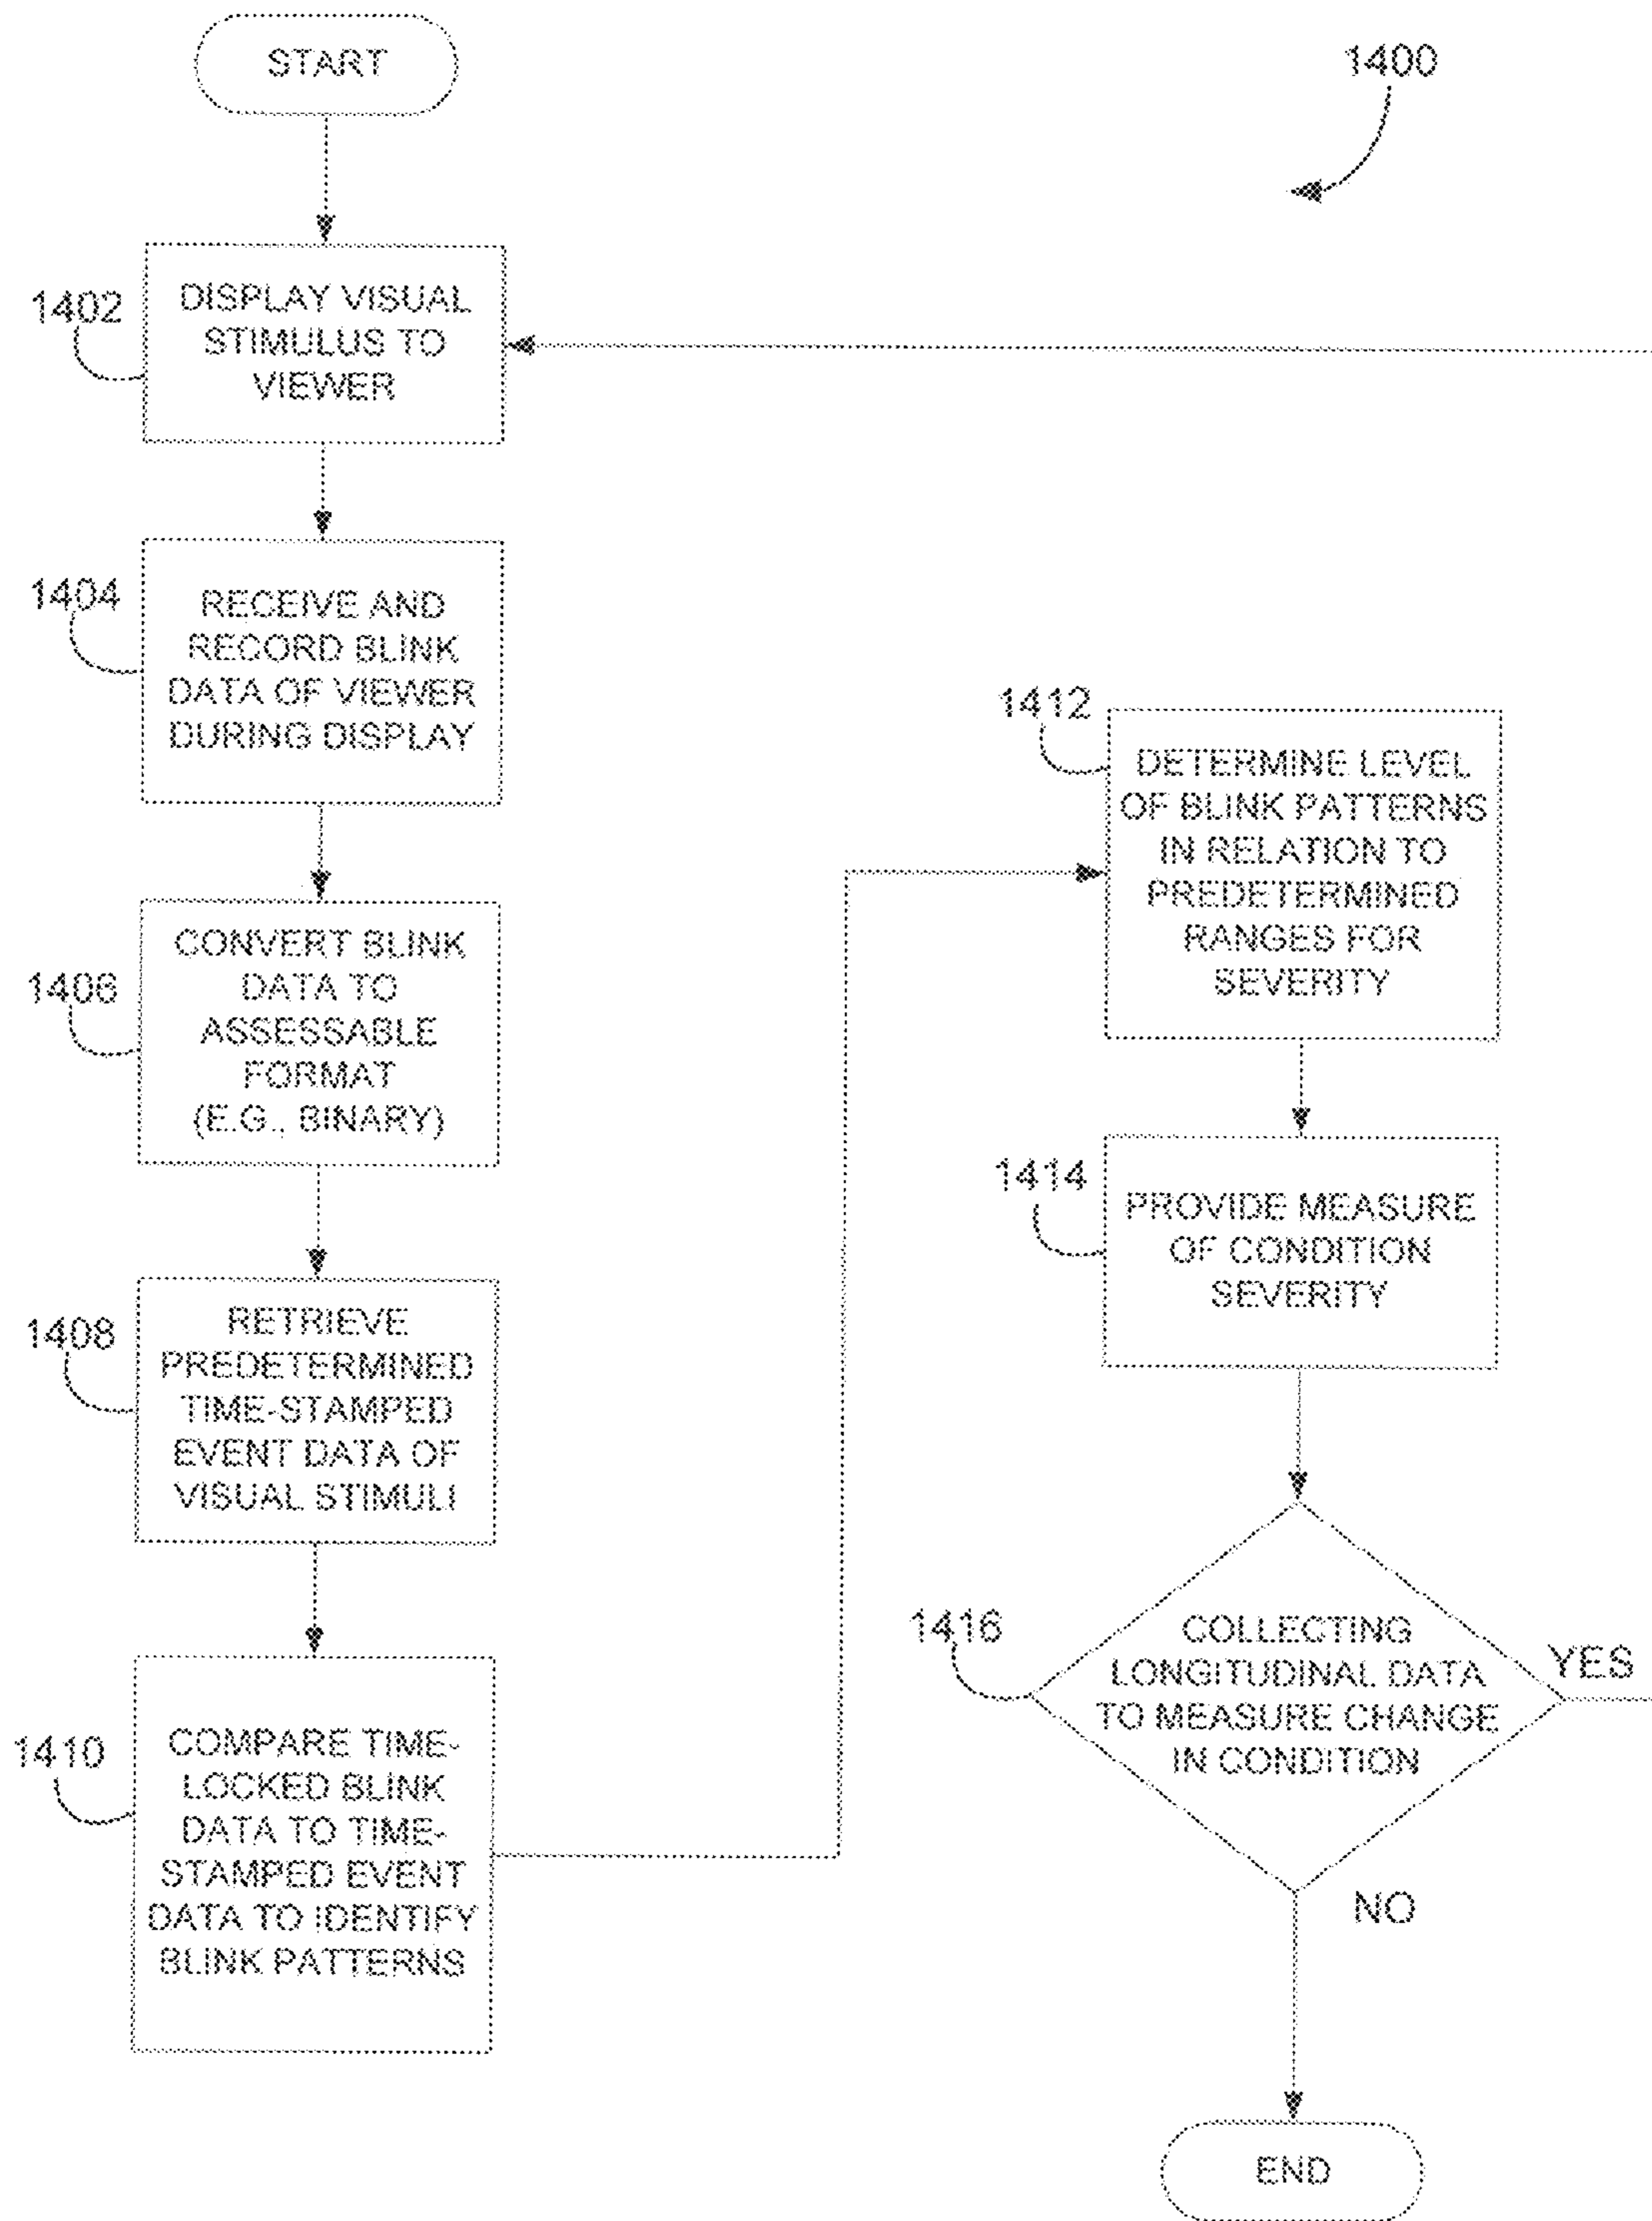 START
1400
1402
DISPLAY VISUAL
STIMULUS TO
VIEWER
1404
RECEIVE AND
RECORD BLINK
DATA OF VIEWER
DURING DISPLAY
1406
CONVERT BLINK
DATA TO
ASSESSABLE
FORMAT
(E.G., BINARY)
1408
RETRIEVE
PREDETERMINED
TIME-STAMPED
EVENT DATA OF
VISUAL STIMULI
1410
COMPARE TIME-
LOCKED BLINK
DATA TO TIME-
STAMPED EVENT
DATA TO IDENTIFY
BLINK PATTERNS
1412
DETERMINE LEVEL
OF BLINK PATTERNS
IN RELATION TO
PREDETERMINED
RANGES FOR
SEVERITY
1414
PROVIDE MEASURE
OF CONDITION
SEVERITY
1416
COLLECTING
LONGITUDINAL DATA
TO MEASURE CHANGE
IN CONDITION
YES
NO
END